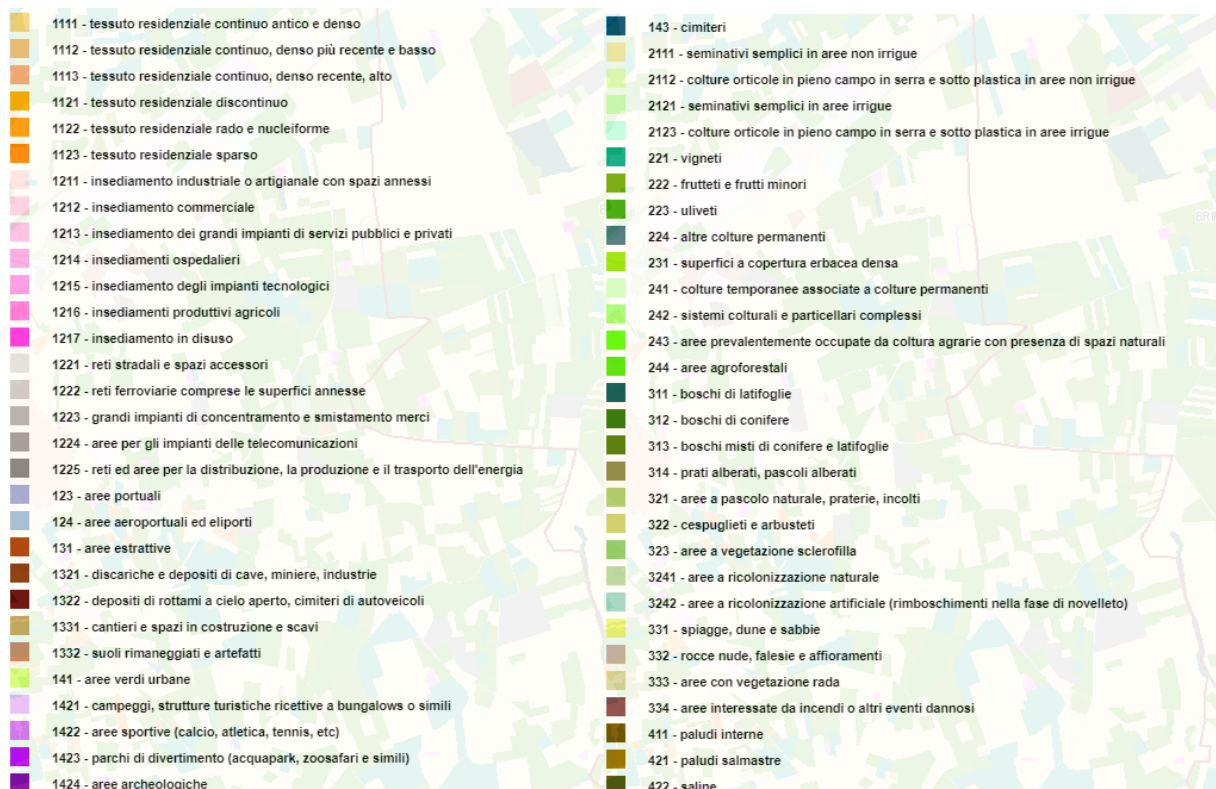 1111 - tessuto residenziale continuo antico e denso
1112 - tessuto residenziale continuo, denso più recente e basso
1113 - tessuto residenziale continuo, denso recente, alto
1121 - tessuto residenziale discontinuo
1122 - tessuto residenziale rado e nucleiforme
1123 - tessuto residenziale sparso
1211 - insediamento industriale o artigianale con spazi annessi
1212 - insediamento commerciale
1213 - insediamento dei grandi impianti di servizi pubblici e privati
1214 - insediamenti ospedalieri
1215 - insediamento degli impianti tecnologici
1216 - insediamenti produttivi agricoli
1217 - insediamento in disuso
1221 - reti stradali e spazi accessori
1222 - reti ferroviarie comprese le superfici annesse
1223 - grandi impianti di concentramento e smistamento merci
1224 - aree per gli impianti delle telecomunicazioni
1225 - reti ed aree per la distribuzione, la produzione e il trasporto dell'energia
123 - aree portuali
124 - aree aeroportuali ed eliporti
131 - aree estrattive
1321 - discariche e depositi di cave, miniere, industrie
1322 - depositi di rottami a cielo aperto, cimiteri di autoveicoli
1331 - cantieri e spazi in costruzione e scavi
1332 - suoli rimaneggiati e artefatti
141 - aree verdi urbane
1421 - campeggi, strutture turistiche ricettive a bungalows o simili
1422 - aree sportive (calcio, atletica, tennis, etc)
1423 - parchi di divertimento (acquapark, zoosafari e simili)
1424 - aree archeologiche
143 - cimiteri
2111 - seminativi semplici in aree non irrigue
2112 - colture orticole in pieno campo in serra e sotto plastica in aree non irrigue
2121 - seminativi semplici in aree irrigue
2123 - colture orticole in pieno campo in serra e sotto plastica in aree irrigue
221 - vigneti
222 - frutteti e frutti minori
223 - uliveti
224 - altre colture permanenti
231 - superfici a copertura erbacea densa
241 - colture temporanee associate a colture permanenti
242 - sistemi colturali e particellari complessi
243 - aree prevalentemente occupate da coltura agrarie con presenza di spazi naturali
244 - aree agroforestali
311 - boschi di latifoglie
312 - boschi di conifere
313 - boschi misti di conifere e latifoglie
314 - prati alberati, pascoli alberati
321 - aree a pascolo naturale, praterie, incolti
322 - cespuglieti e arbusteti
323 - aree a vegetazione sclerofilla
3241 - aree a ricolonizzazione naturale
3242 - aree a ricolonizzazione artificiale (rimboschimenti nella fase di novelleto)
331 - spiagge, dune e sabbie
332 - rocce nude, falesie e affioramenti
333 - aree con vegetazione rada
334 - aree interessate da incendi o altri eventi dannosi
411 - paludi interne
421 - paludi salmastre
422 - saline